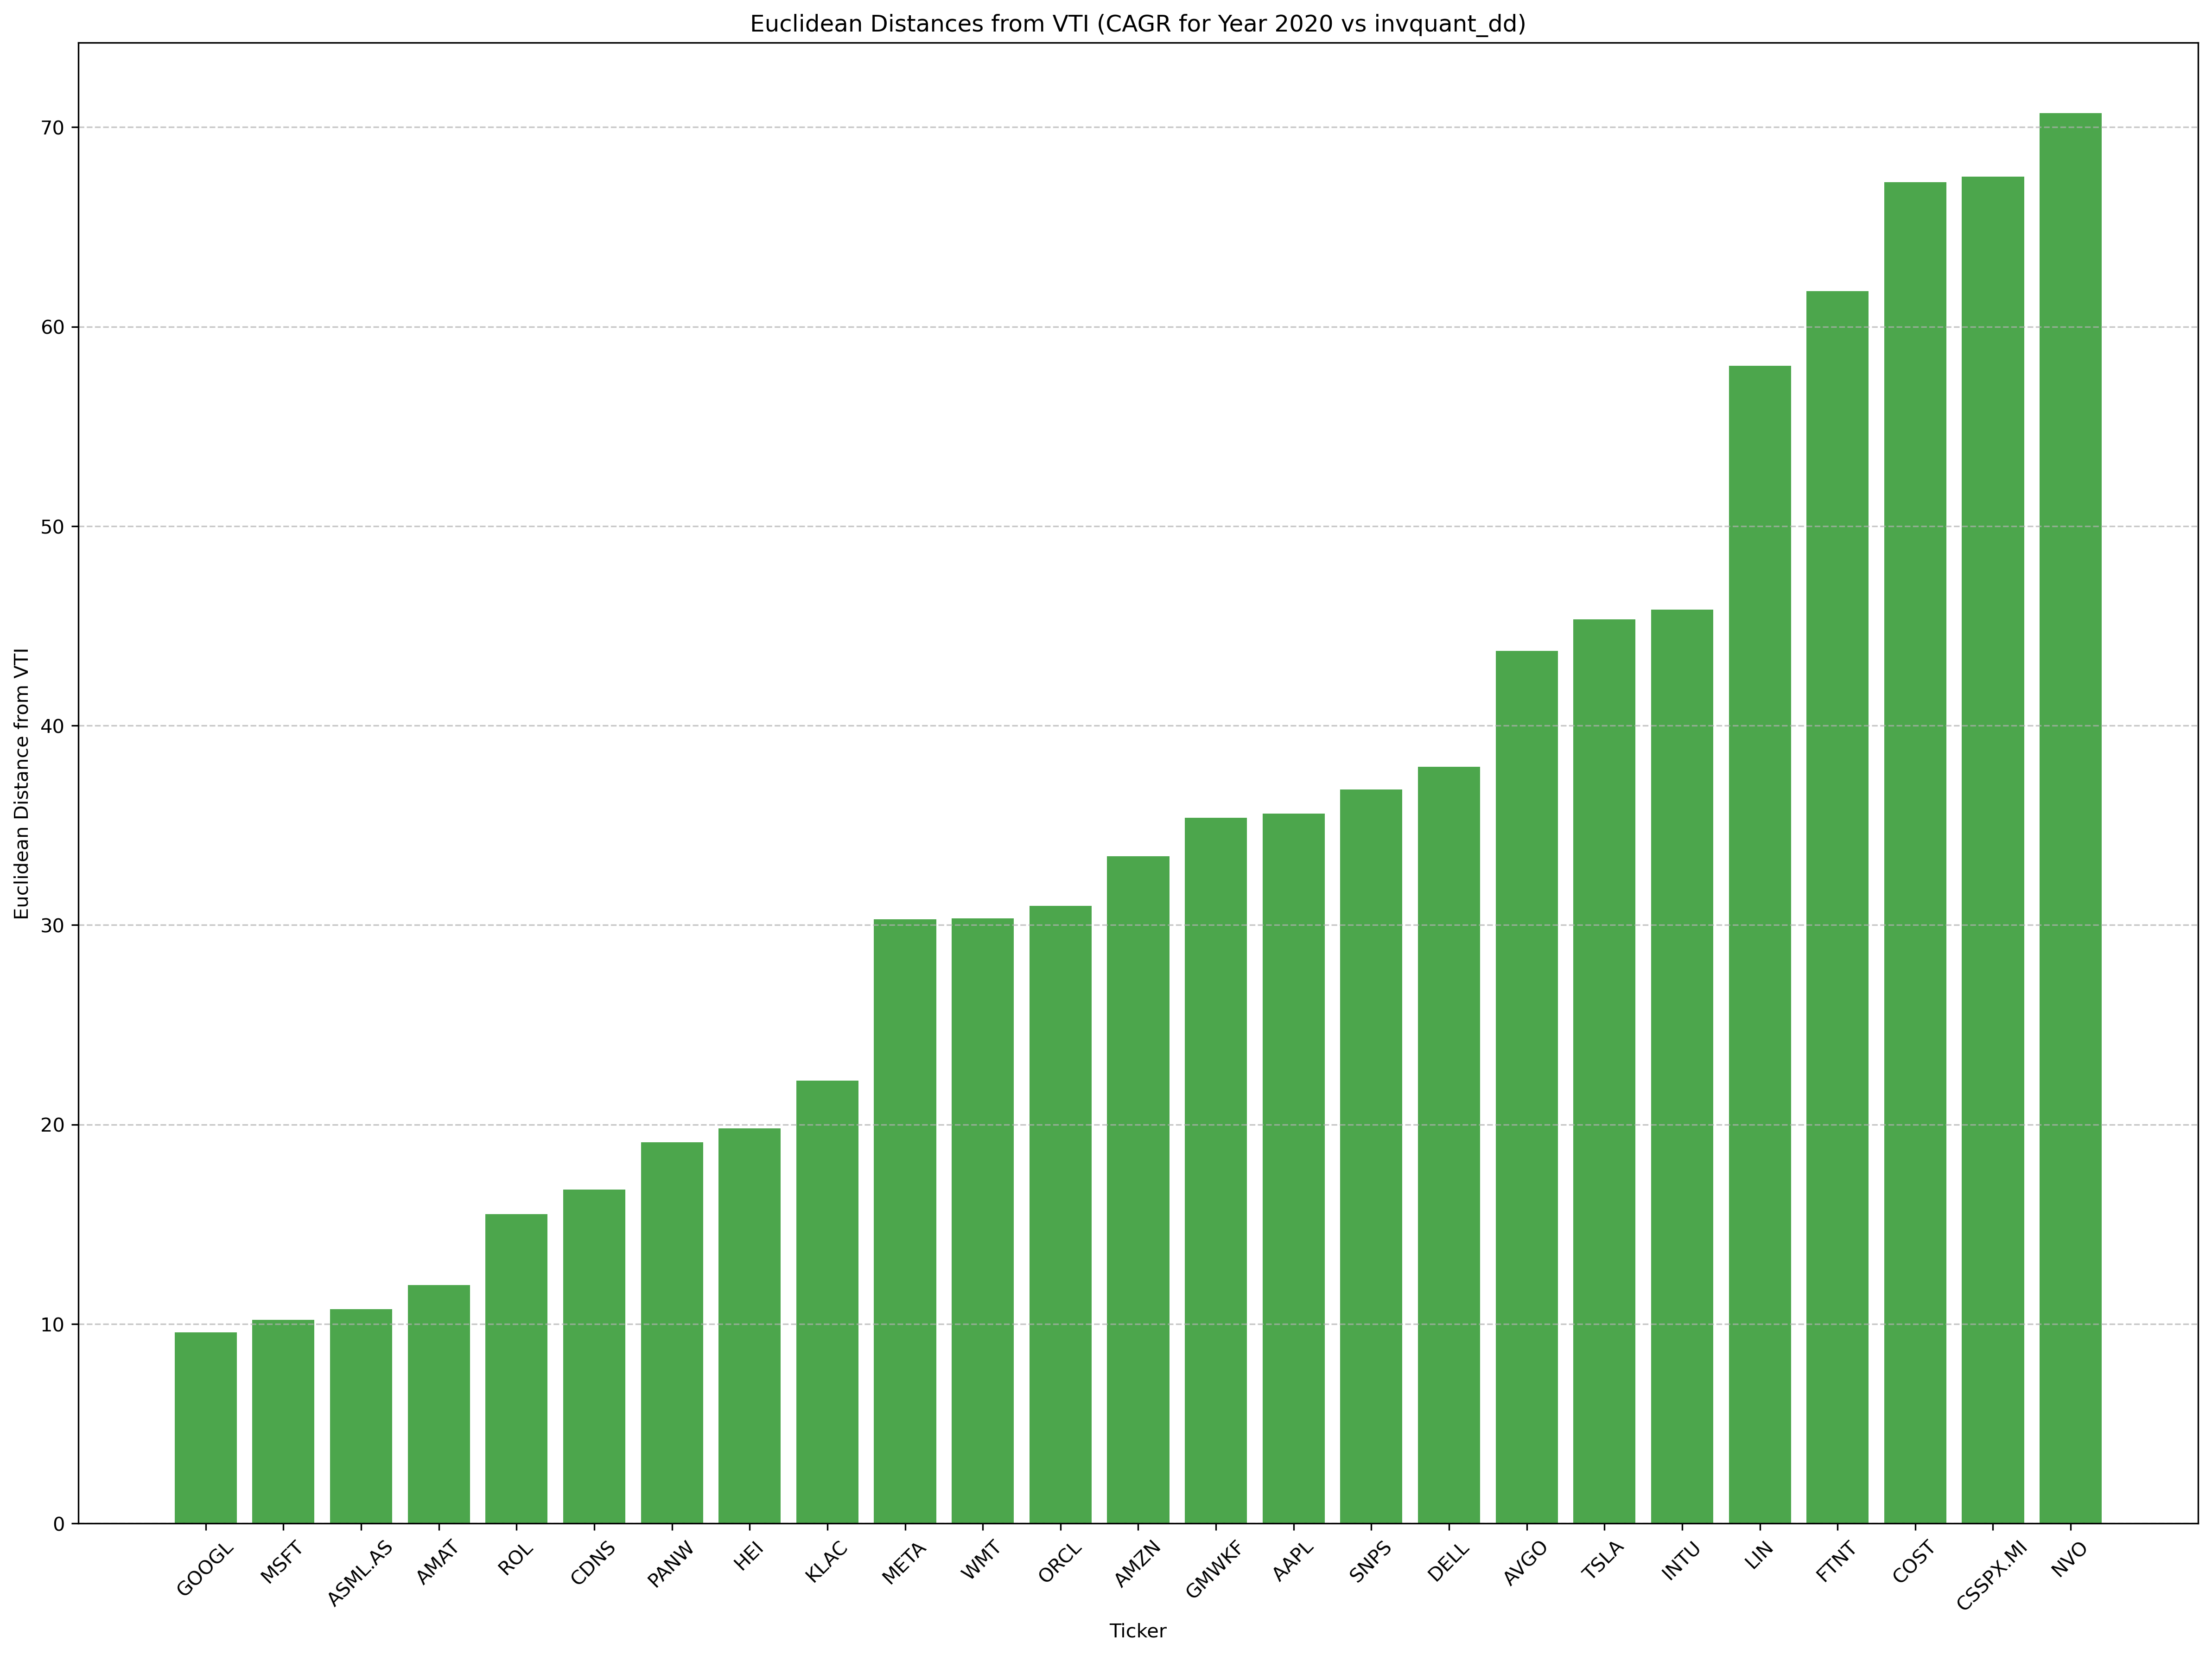 Euclidean Distances from VTI (CAGR for Year 2020 vs invquant_dd)
Euclidean Distance from VTI
70
60
50
40
30
20
10
0
GOOGL
MSFT
ASML.AS
AMAT
ROL
CDNS
PANW
HEI
KLAC
META
WMT
ORCL
AMZN
GMWKF
AAPL
SNPS
DELL
AVGO
TSLA
INTU
LIN
FTNT
COST
CSSPX.MI
NVO
Ticker